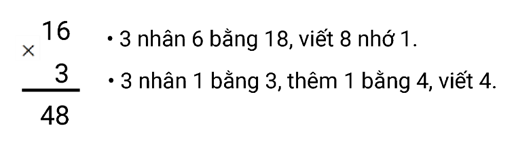 16
×
3
48
• 3 nhân 6 bằng 18, viết 8 nhớ 1.
• 3 nhân 1 bằng 3, thêm 1 bằng 4, viết 4.